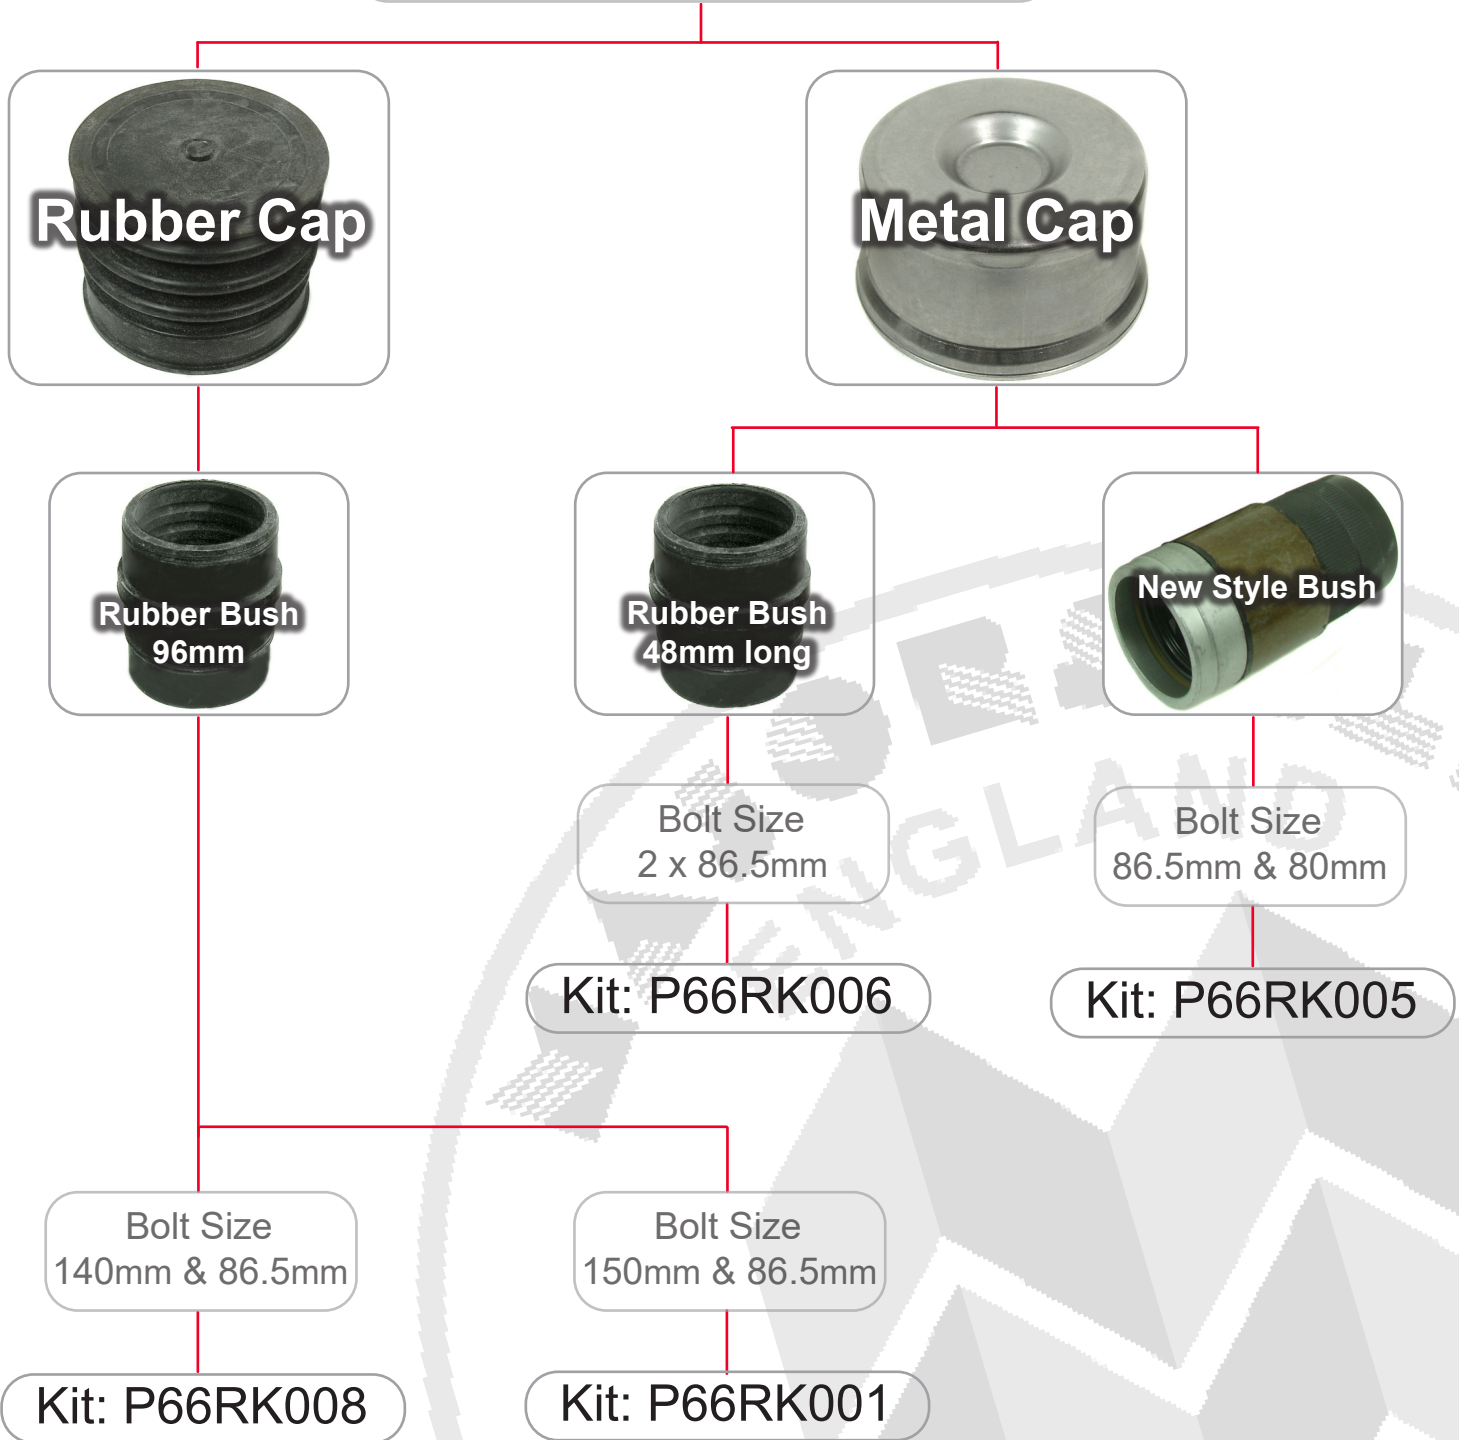 Rubber Cap
Metal Cap
Rubber Bush
96mm
Rubber Bush
48mm long
New Style Bush
Bolt Size
2 x 86.5mm
Bolt Size
86.5mm & 80mm
ENGLAND
Kit: P66RK006
Kit: P66RK005
Bolt Size
140mm & 86.5mm
Bolt Size
150mm & 86.5mm
Kit: P66RK008
Kit: P66RK001